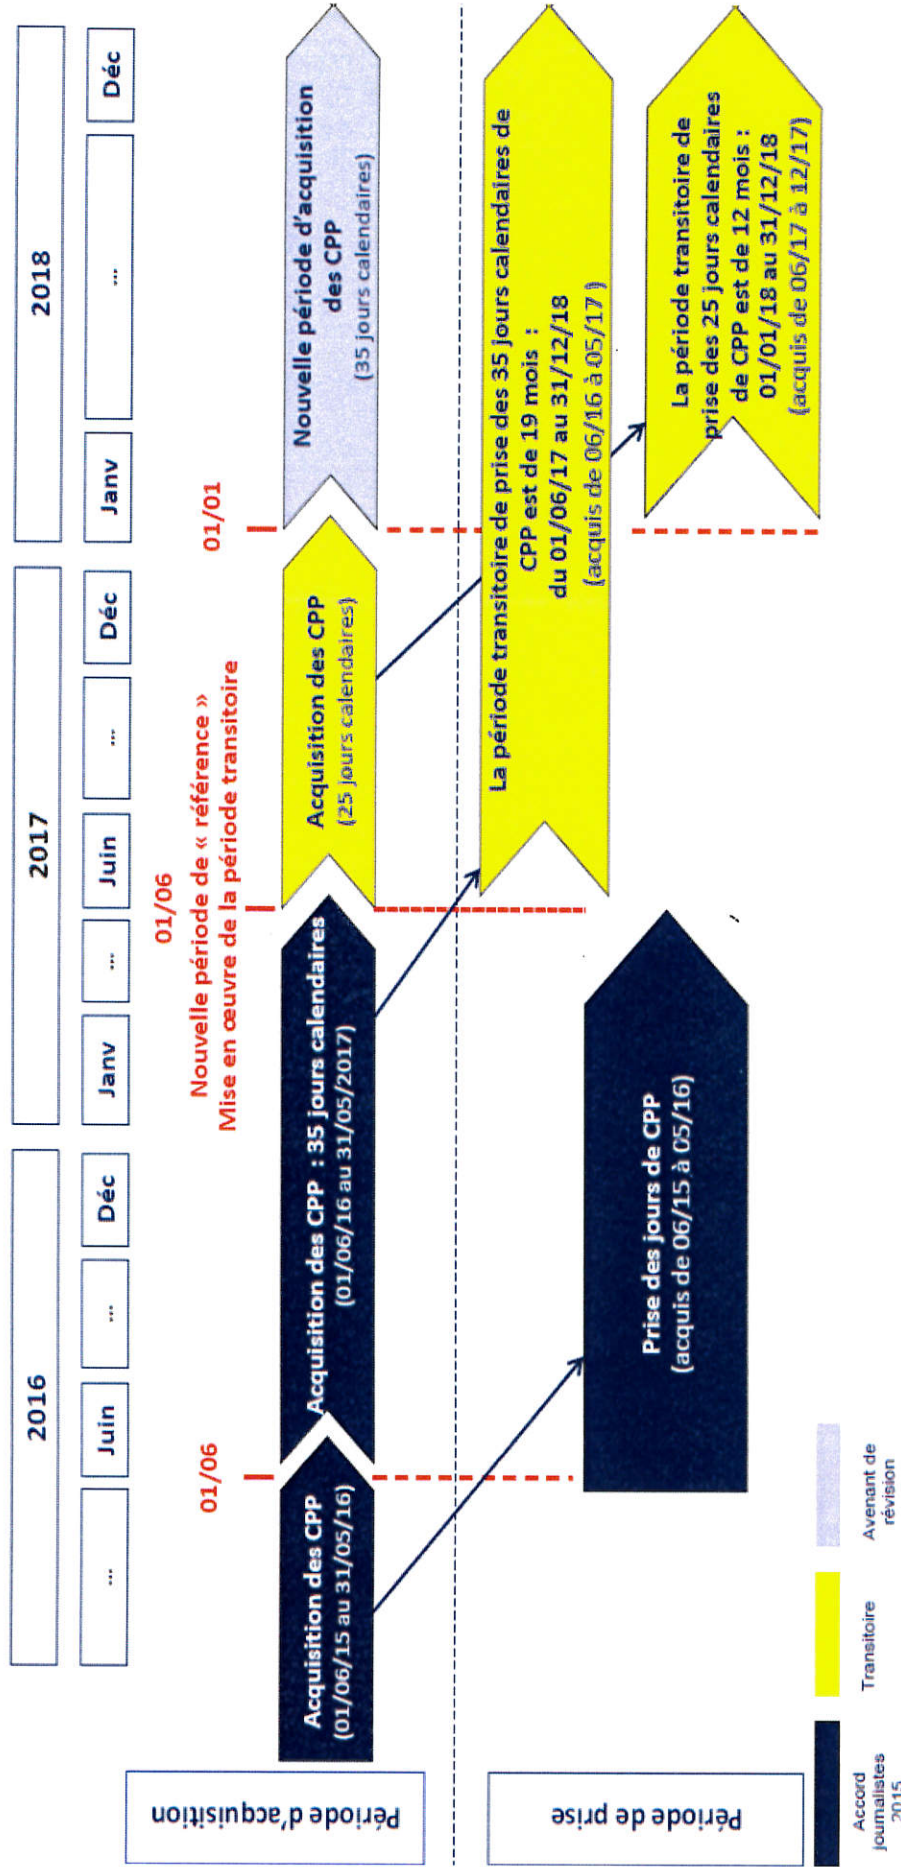 2016
2017
2018
...
Juin
...
Déc
Janv
...
Juin
...
Déc
Janv
...
Déc
01/06
01/06
Nouvelle période de « référence »
Mise en œuvre de la période transitoire
01/01
Période d'acquisition
Acquisition des CPP
(01/06/15 au 31/05/16)
Acquisition des CPP : 35 jours calendaires
(01/06/16 au 31/05/2017)
Acquisition des CPP
(25 jours calendaires)
Nouvelle période d'acquisition
des CPP
(35 jours calendaires)
Période de prise
Prise des jours de CPP
(acquis de 06/15 à 05/16)
La période transitoire de prise des 35 jours calendaires de
CPP est de 19 mois :
du 01/06/17 au 31/12/18
(acquis de 06/16 à 05/17 )
La période transitoire de
prise des 25 jours calendaires
de CPP est de 12 mois :
01/01/18 au 31/12/18
(acquis de 06/17 à 12/17)
Accord
journalistes
2015
Transitoire
Avenant de
révision